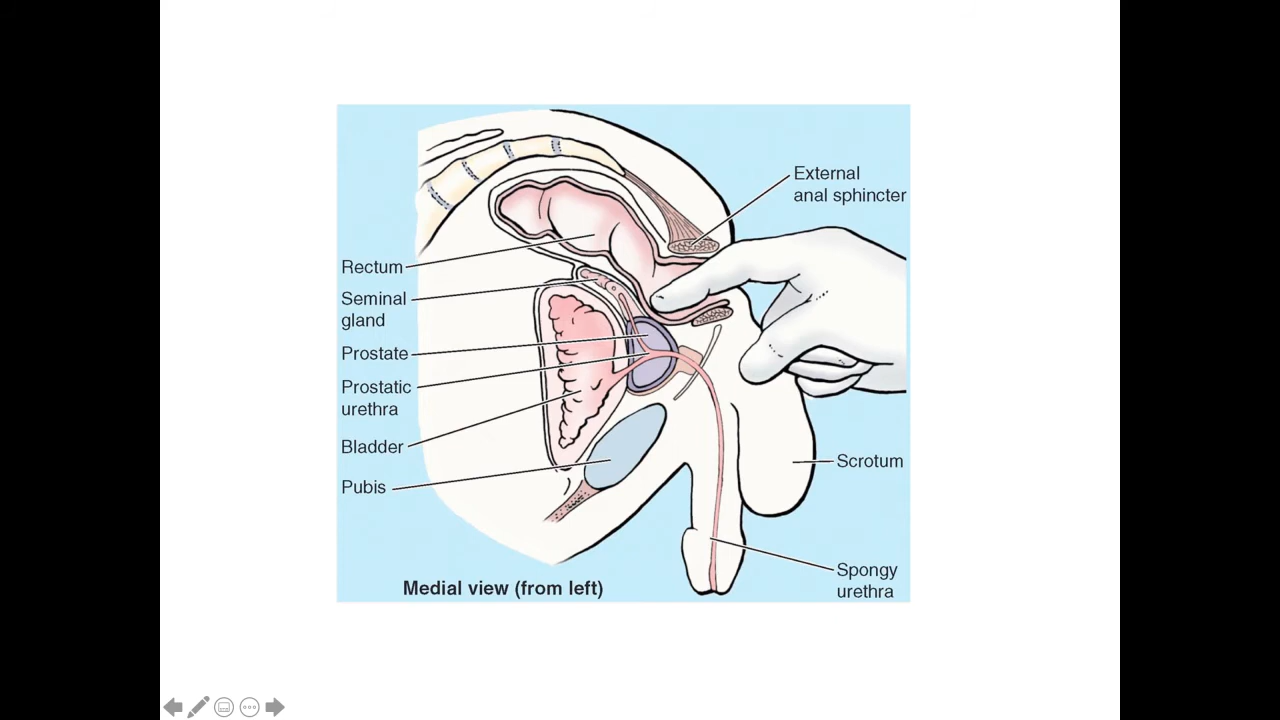 External
anal sphincter
Rectum
Seminal
gland
Prostate
Prostatic
urethra
Bladder
Pubis
Scrotum
Spongy
urethra
Medial view (from left)